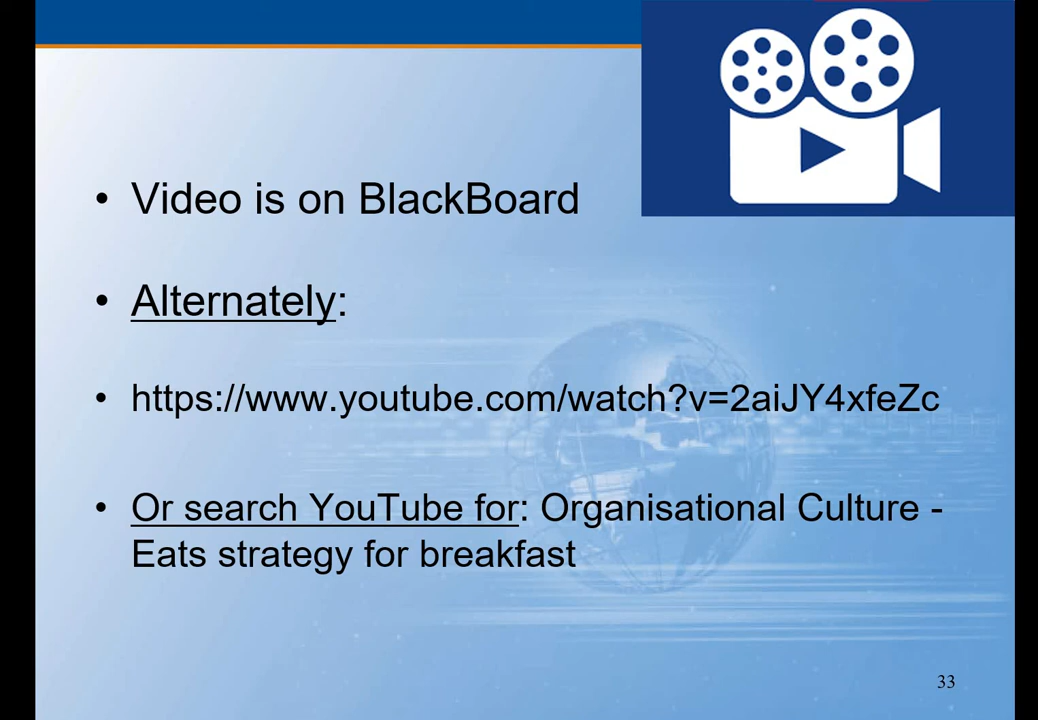 • Video is on BlackBoard
• Alternately:
• https://www.youtube.com/watch?v=2aiJY4xfeZc
• Or search YouTube for: Organisational Culture -
Eats strategy for breakfast
33